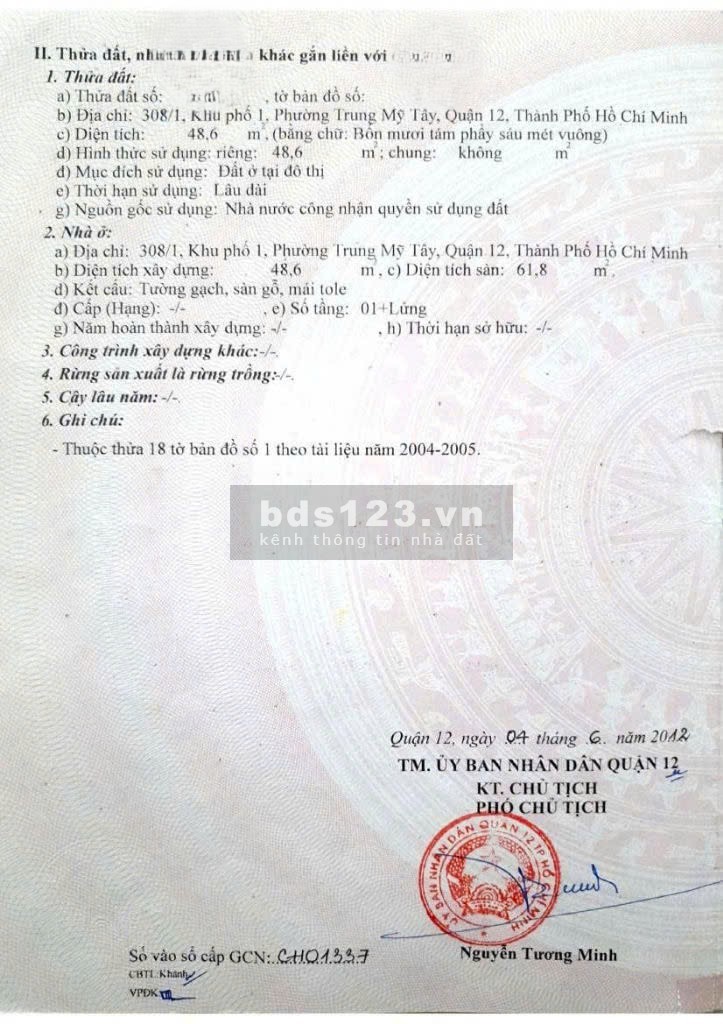 II. Thửa đất, khác gắn liền với
1. Thửa đất:
a) Thửa đất số: , tờ bản đồ số:
b) Địa chỉ: 308/1, Khu phố 1, Phường Trung Mỹ Tây, Quận 12, Thành Phố Hồ Chí Minh
c) Diện tích: 48,6 m², (bằng chữ: Bốn mươi tám phẩy sáu mét vuông)
d) Hình thức sử dụng: riêng: 48,6 m²; chung: không m²
đ) Mục đích sử dụng: Đất ở tại đô thị
e) Thời hạn sử dụng: Lâu dài
g) Nguồn gốc sử dụng: Nhà nước công nhận quyền sử dụng đất
2. Nhà ở:
a) Địa chỉ: 308/1, Khu phố 1, Phường Trung Mỹ Tây, Quận 12, Thành Phố Hồ Chí Minh
b) Diện tích xây dựng: 48,6 m², c) Diện tích sàn: 61,8 m².
d) Kết cấu: Tường gạch, sàn gỗ, mái tole
đ) Cấp (Hạng): -/- , e) Số tầng: 01+Lửng
g) Năm hoàn thành xây dựng: -/- , h) Thời hạn sở hữu: -/-
3. Công trình xây dựng khác:-/-.
4. Rừng sản xuất là rừng trồng:-/-.
5. Cây lâu năm: -/-.
6. Ghi chú:
- Thuộc thửa 18 tờ bản đồ số 1 theo tài liệu năm 2004-2005.
bds123.vn
kênh thông tin nhà đất
Quận 12, ngày 04 tháng 6 năm 2012
TM. ỦY BAN NHÂN DÂN QUẬN 12
KT. CHỦ TỊCH
PHÓ CHỦ TỊCH
ỦY BAN NHÂN DÂN QUẬN 12 TP HỒ CHÍ MINH
Nguyễn Tương Minh
Số vào sổ cấp GCN: CH01337
CBTL: Khánh
VPĐK